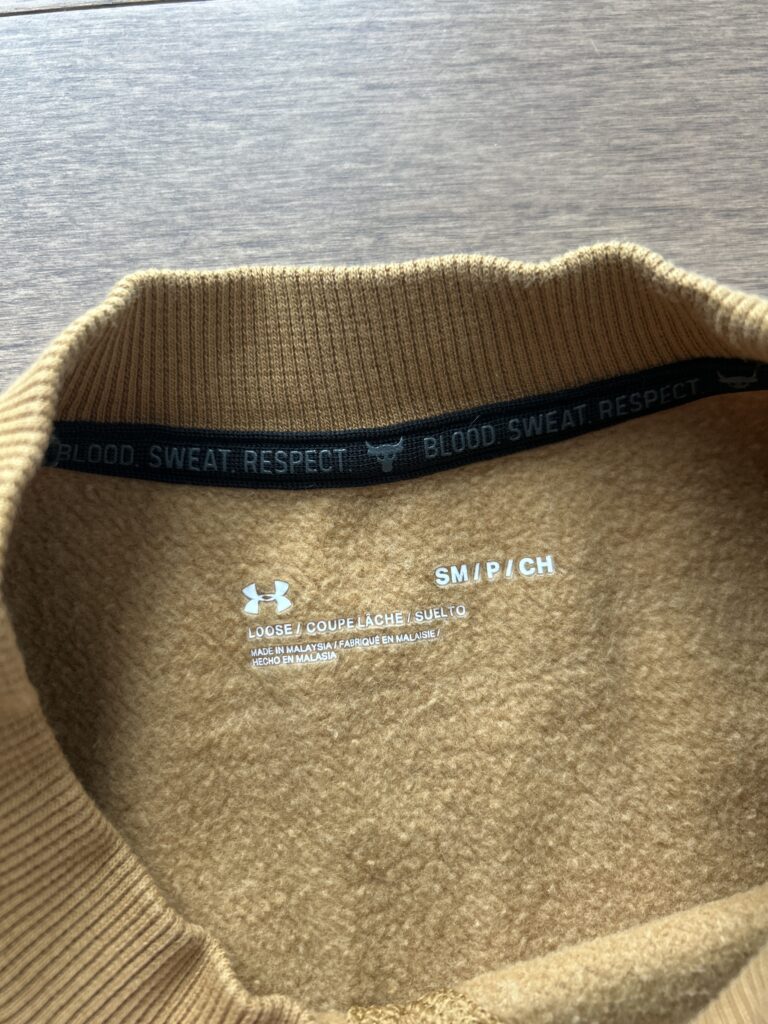 BLOOD. SWEAT. RESPECT. BLOOD. SWEAT. RESPECT
SM / P / CH
LOOSE / COUPE LÂCHE / SUELTO
MADE IN MALAYSIA / FABRIQUÉ EN MALAISIE /
HECHO EN MALASIA